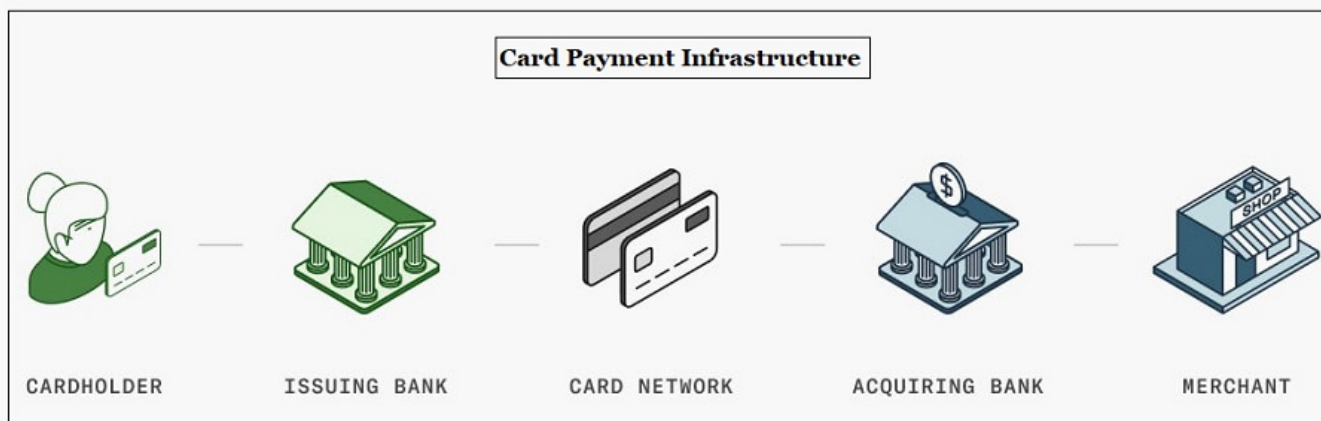 Card Payment Infrastructure
$
SHOP
CARDHOLDER
ISSUING BANK
CARD NETWORK
ACQUIRING BANK
MERCHANT